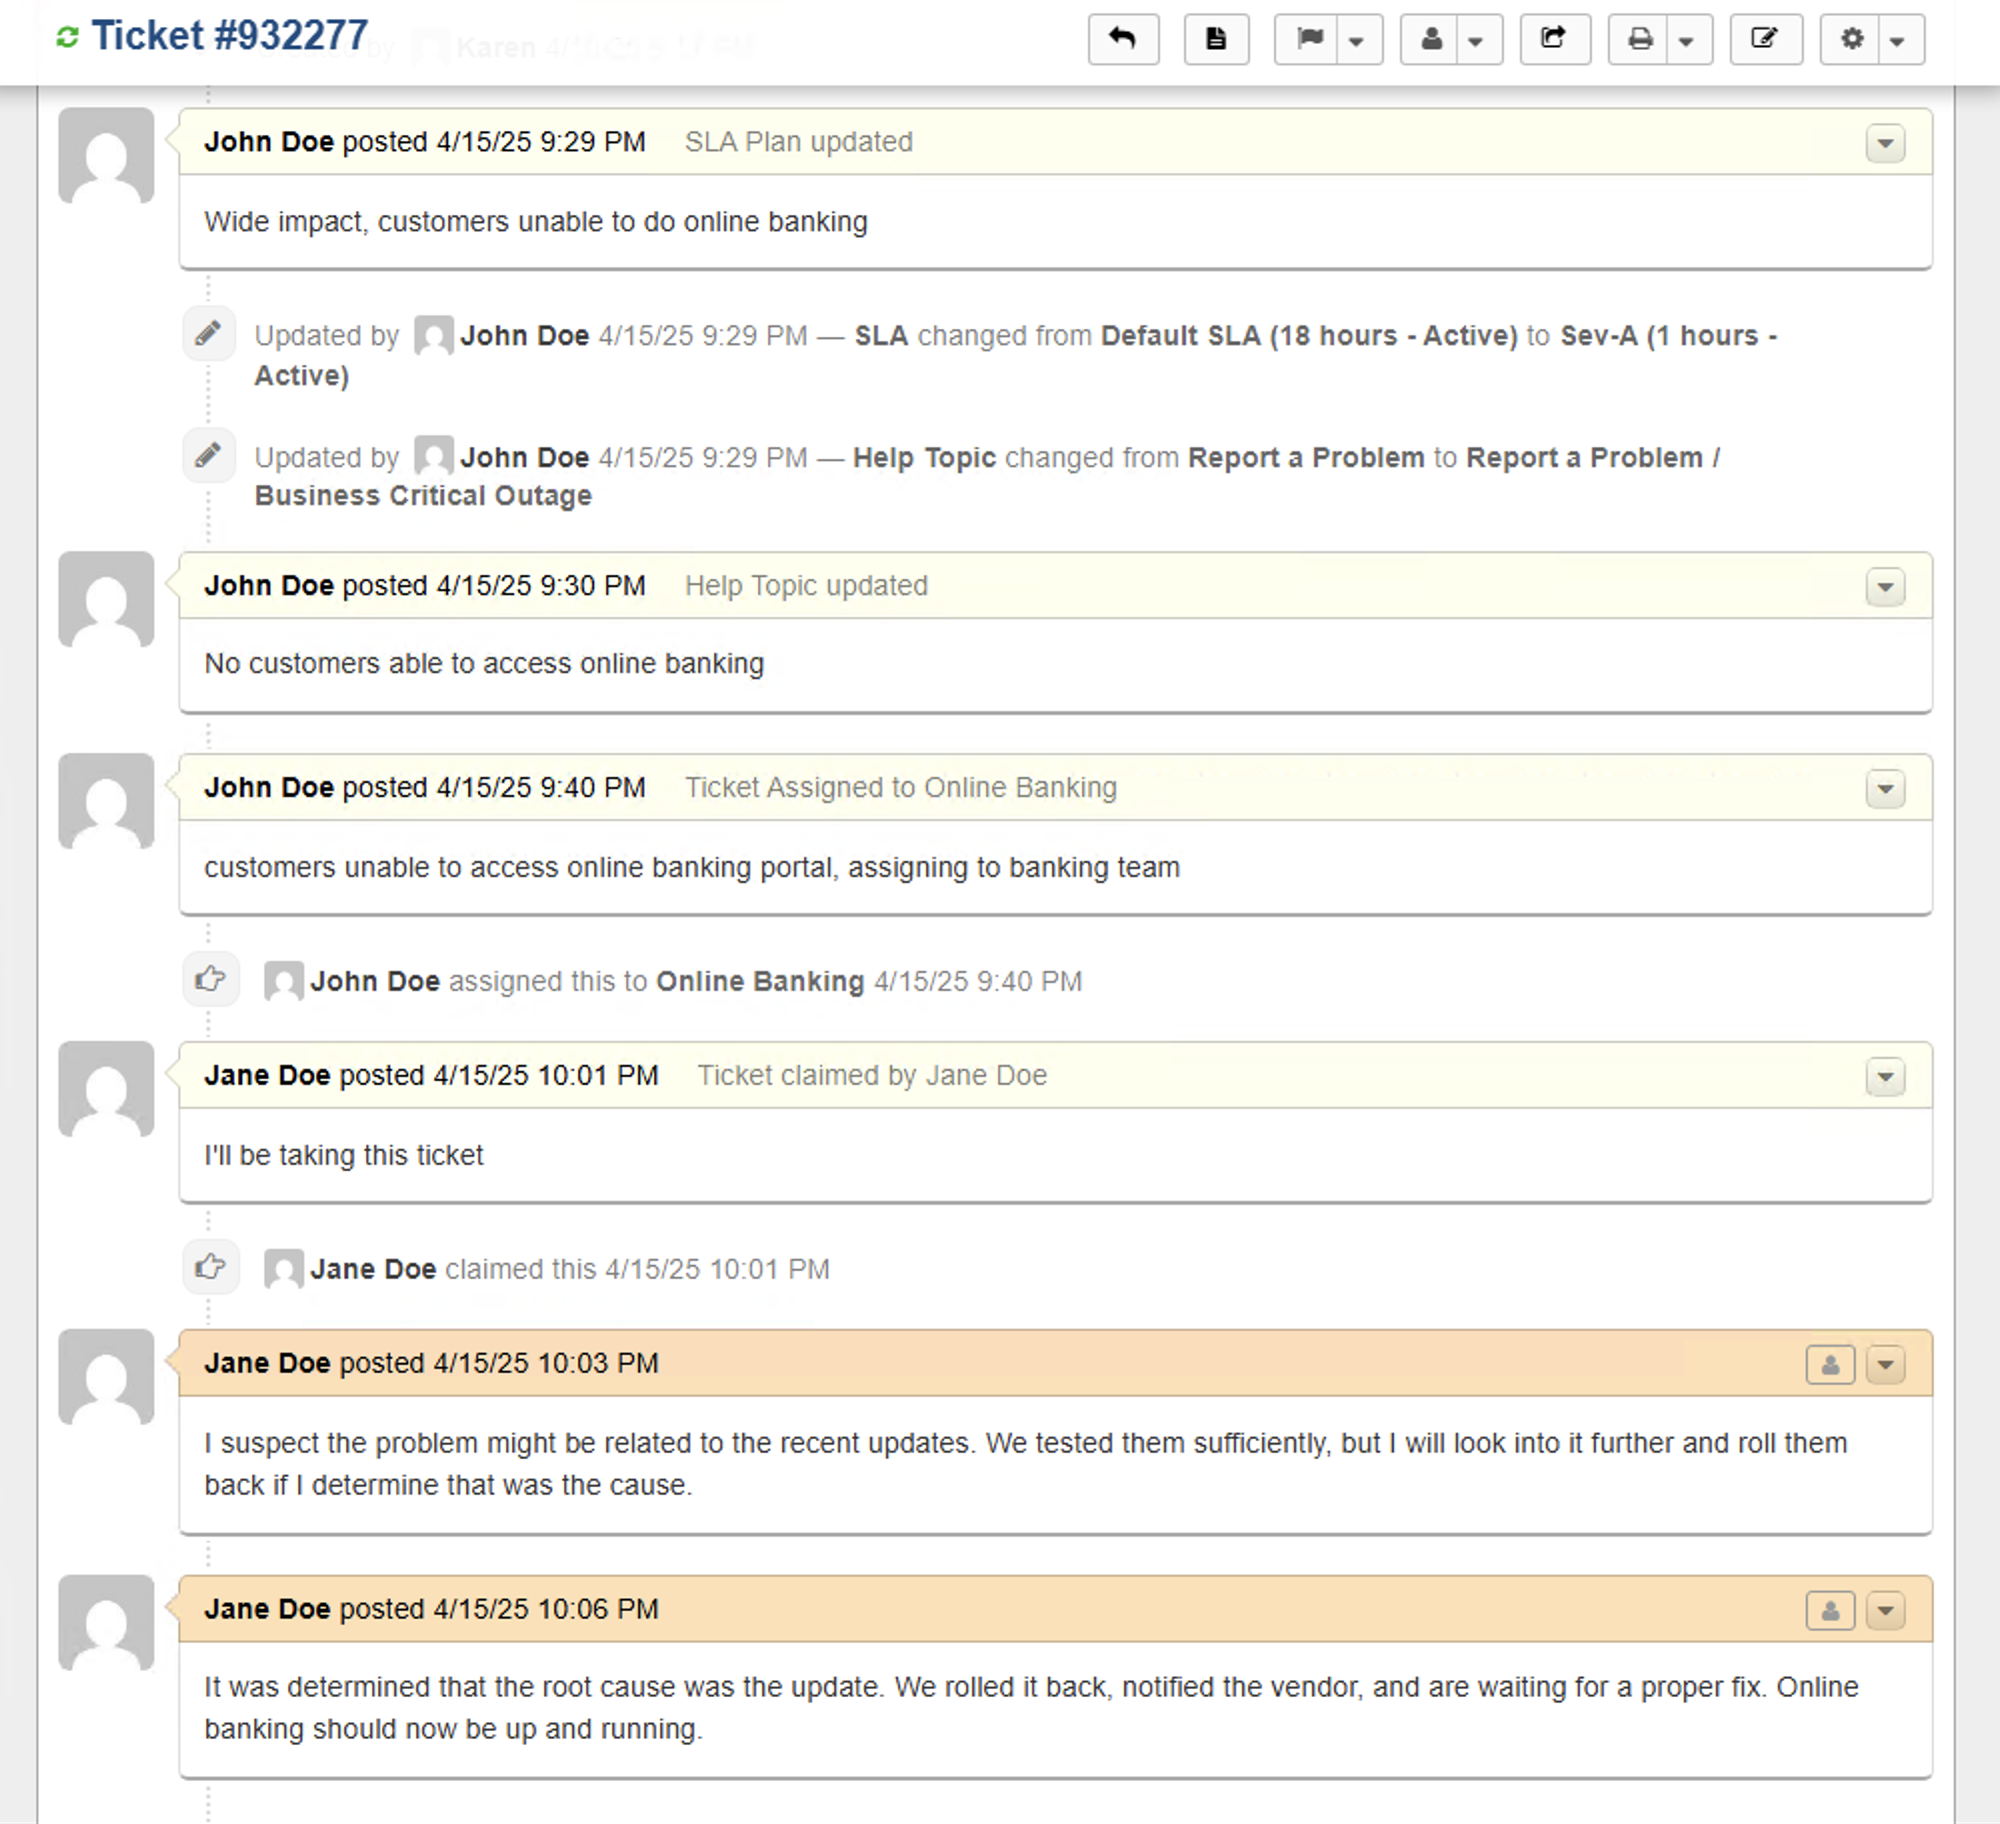 Ticket #932277
Karen
John Doe posted 4/15/25 9:29 PM SLA Plan updated
Wide impact, customers unable to do online banking
Updated by John Doe 4/15/25 9:29 PM — SLA changed from Default SLA (18 hours - Active) to Sev-A (1 hours -
Active)
Updated by John Doe 4/15/25 9:29 PM — Help Topic changed from Report a Problem to Report a Problem /
Business Critical Outage
John Doe posted 4/15/25 9:30 PM Help Topic updated
No customers able to access online banking
John Doe posted 4/15/25 9:40 PM Ticket Assigned to Online Banking
customers unable to access online banking portal, assigning to banking team
John Doe assigned this to Online Banking 4/15/25 9:40 PM
Jane Doe posted 4/15/25 10:01 PM Ticket claimed by Jane Doe
I'll be taking this ticket
Jane Doe claimed this 4/15/25 10:01 PM
Jane Doe posted 4/15/25 10:03 PM
I suspect the problem might be related to the recent updates. We tested them sufficiently, but I will look into it further and roll them
back if I determine that was the cause.
Jane Doe posted 4/15/25 10:06 PM
It was determined that the root cause was the update. We rolled it back, notified the vendor, and are waiting for a proper fix. Online
banking should now be up and running.